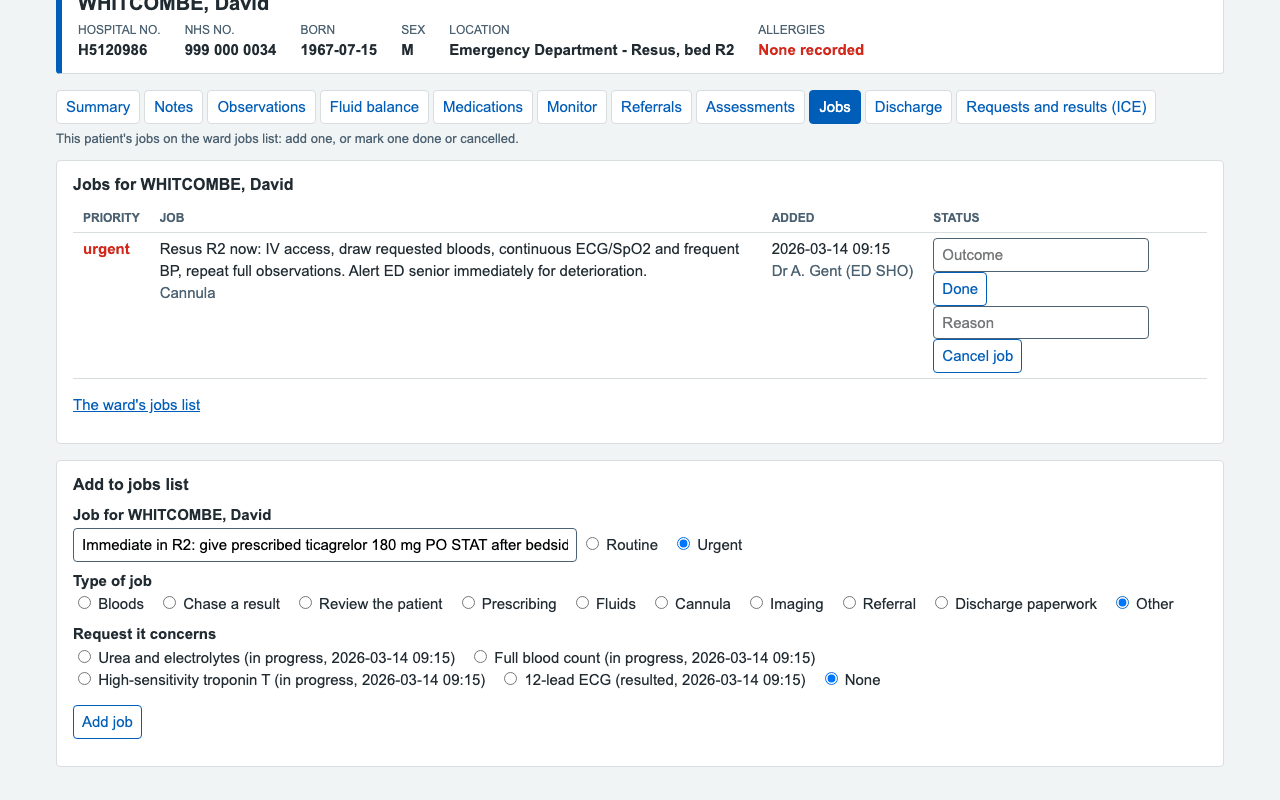 WHITCOMBE, David
HOSPITAL NO. NHS NO. BORN SEX LOCATION ALLERGIES
H5120986 999 000 0034 1967-07-15 M Emergency Department - Resus, bed R2 None recorded
Summary Notes Observations Fluid balance Medications Monitor Referrals Assessments Jobs Discharge Requests and results (ICE)
This patient's jobs on the ward jobs list: add one, or mark one done or cancelled.
Jobs for WHITCOMBE, David
PRIORITY JOB ADDED STATUS
urgent Resus R2 now: IV access, draw requested bloods, continuous ECG/SpO2 and frequent 2026-03-14 09:15 Outcome
BP, repeat full observations. Alert ED senior immediately for deterioration. Dr A. Gent (ED SHO)
Cannula Done
Reason
Cancel job
The ward's jobs list
Add to jobs list
Job for WHITCOMBE, David
Immediate in R2: give prescribed ticagrelor 180 mg PO STAT after bedsid Routine Urgent
Type of job
Bloods Chase a result Review the patient Prescribing Fluids Cannula Imaging Referral Discharge paperwork Other
Request it concerns
Urea and electrolytes (in progress, 2026-03-14 09:15) Full blood count (in progress, 2026-03-14 09:15)
High-sensitivity troponin T (in progress, 2026-03-14 09:15) 12-lead ECG (resulted, 2026-03-14 09:15) None
Add job